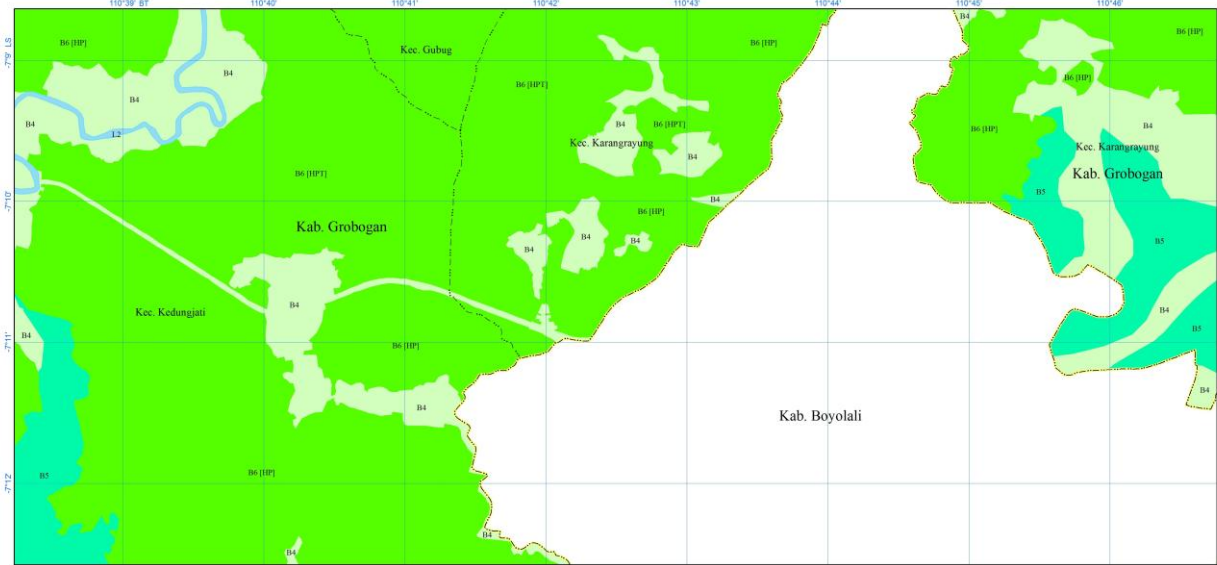 110°39' BT
110°40'
110°41'
110°42'
110°43'
110°44'
110°45'
110°46'
-7°9' LS
-7°10'
-7°11'
-7°12'
B6 [HP]
Kec. Gubug
B6 [HP]
B4
B6 [HP]
B4
B6 [HPT]
B6 [HP]
B4
B4
L2
B4
B6 [HPT]
B6 [HP]
B4
Kec. Karangrayung
B4
Kec. Karangrayung
B6 [HPT]
Kab. Grobogan
B5
B4
B6 [HP]
Kab. Grobogan
B4
B4
B4
B5
B4
Kec. Kedungjati
B4
B5
B4
B6 [HP]
B4
B4
Kab. Boyolali
B5
B6 [HP]
B4
B4